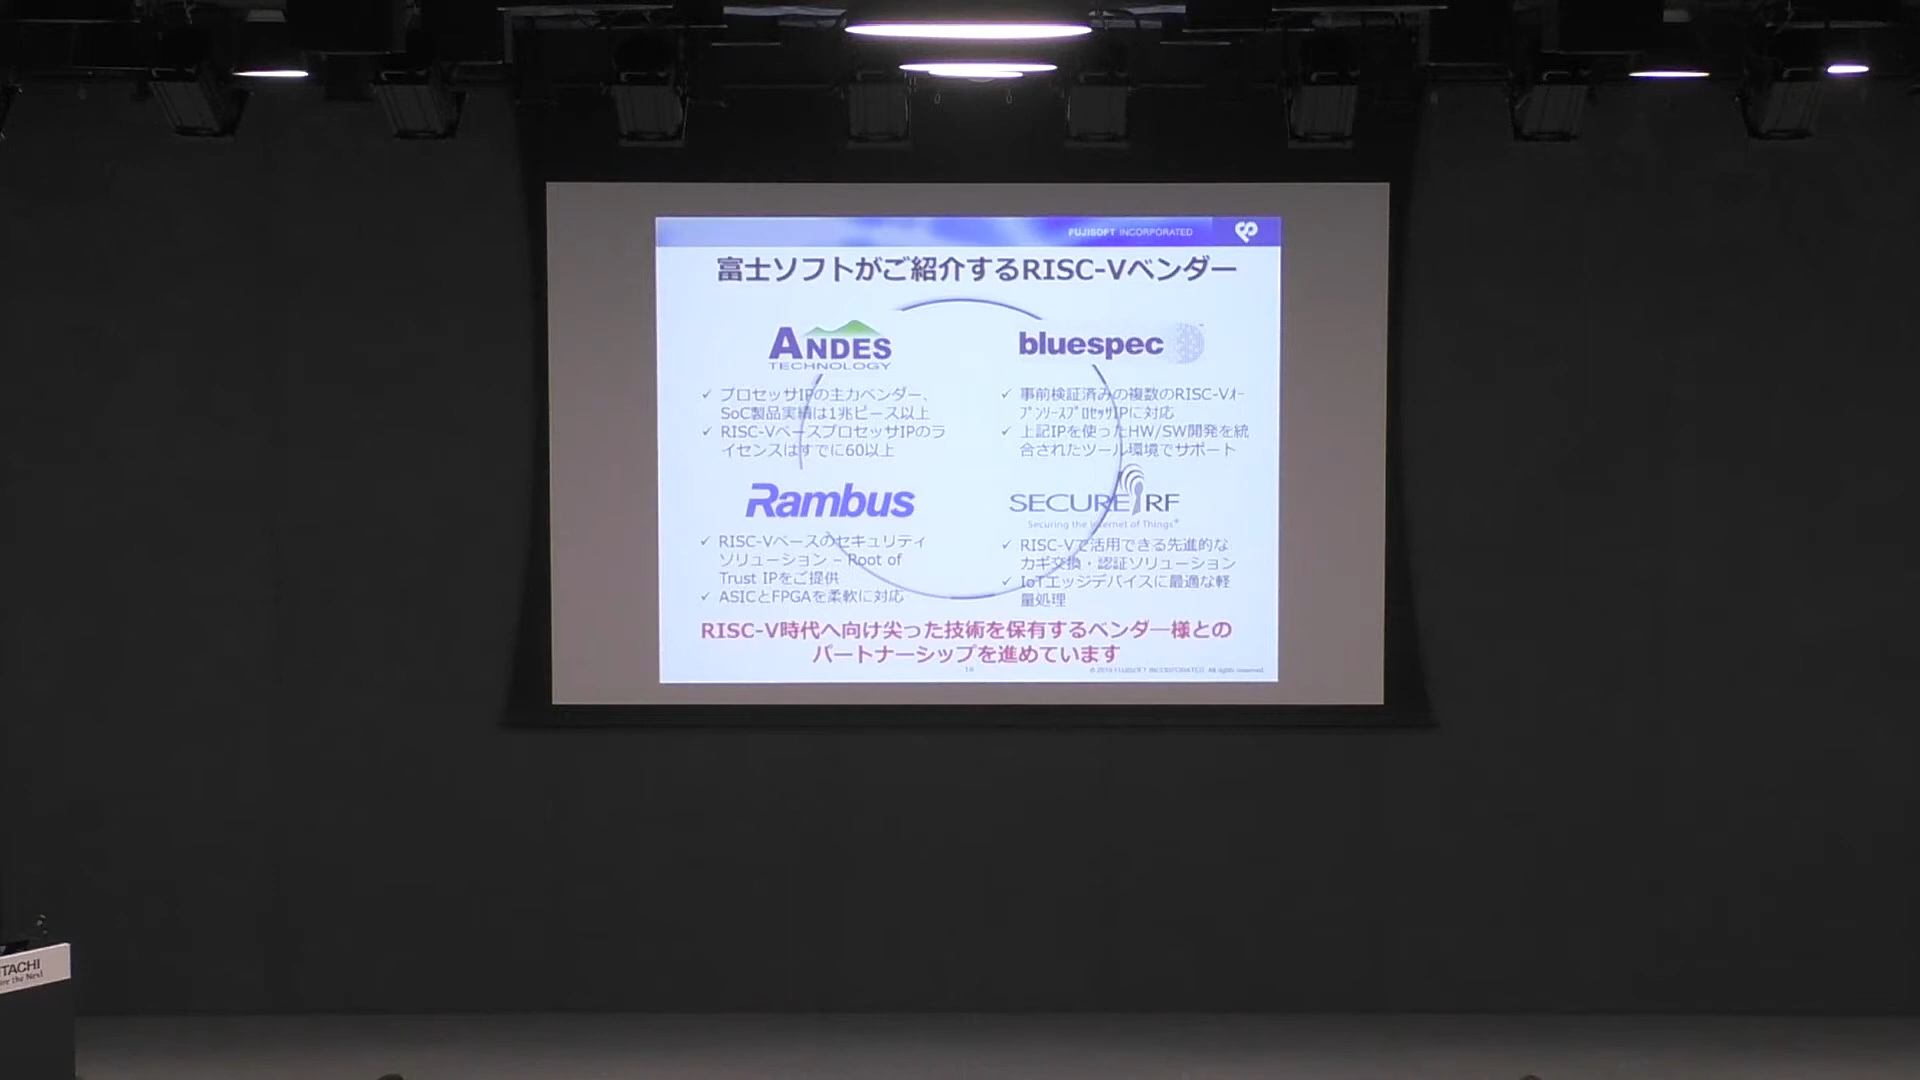 FUJISOFT INCORPORATED
富士ソフトがご紹介するRISC-Vベンダー
ANDES
TECHNOLOGY
✓ プロセッサIPの主力ベンダー、
SoC製品実績は1兆ピース以上
✓ RISC-VベースプロセッサIPのラ
イセンスはすでに60以上
bluespec
✓ 事前検証済みの複数のRISC-Vｵｰ
ﾌﾟﾝｿｰｽﾌﾟﾛｾｯｻIPに対応
✓ 上記IPを使ったHW/SW開発を統
合されたツール環境でサポート
Rambus
✓ RISC-Vベースのセキュリティ
ソリューション – Root of
Trust IPをご提供
✓ ASICとFPGAを柔軟に対応
SECURE RF
Securing the Internet of Things®
✓ RISC-Vで活用できる先進的な
カギ交換・認証ソリューション
✓ IoTエッジデバイスに最適な軽
量処理
RISC-V時代へ向け尖った技術を保有するベンダー様との
パートナーシップを進めています
FUJISOFT INCORPORATED. All rights reserved.
TACHI
the Next